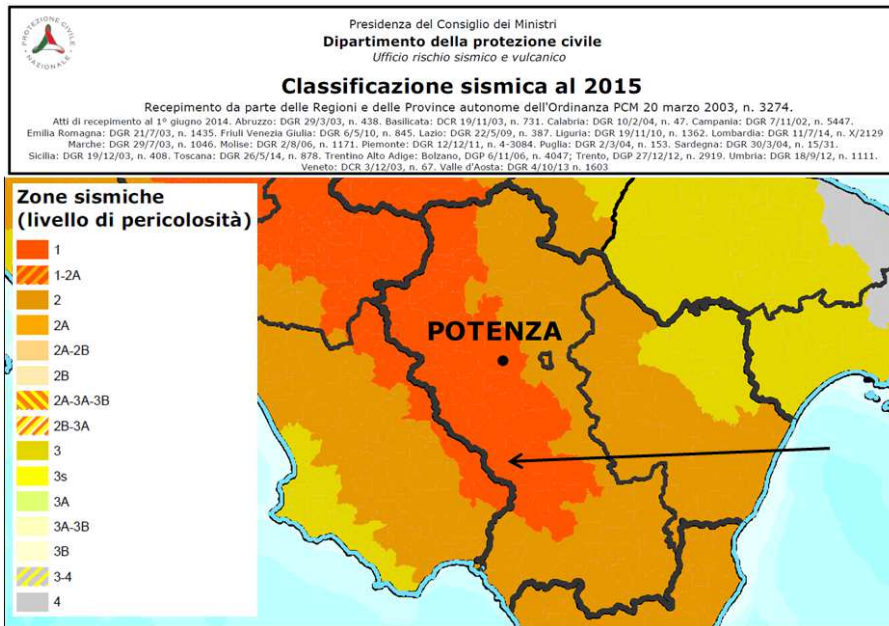 PROTEZIONE CIVILE
NAZIONALE
Presidenza del Consiglio dei Ministri
Dipartimento della protezione civile
Ufficio rischio sismico e vulcanico
Classificazione sismica al 2015
Recepimento da parte delle Regioni e delle Province autonome dell'Ordinanza PCM 20 marzo 2003, n. 3274.
Atti di recepimento al 1° giugno 2014. Abruzzo: DGR 29/3/03, n. 438. Basilicata: DCR 19/11/03, n. 731. Calabria: DGR 10/2/04, n. 47. Campania: DGR 7/11/02, n. 5447.
Emilia Romagna: DGR 21/7/03, n. 1435. Friuli Venezia Giulia: DGR 6/5/10, n. 845. Lazio: DGR 22/5/09, n. 387. Liguria: DGR 19/11/10, n. 1362. Lombardia: DGR 11/7/14, n. X/2129
Marche: DGR 29/7/03, n. 1046. Molise: DGR 2/8/06, n. 1171. Piemonte: DGR 12/12/11, n. 4-3084. Puglia: DGR 2/3/04, n. 153. Sardegna: DGR 30/3/04, n. 15/31.
Sicilia: DGR 19/12/03, n. 408. Toscana: DGR 26/5/14, n. 878. Trentino Alto Adige: Bolzano, DGP 6/11/06, n. 4047; Trento, DGP 27/12/12, n. 2919. Umbria: DGR 18/9/12, n. 1111.
Veneto: DCR 3/12/03, n. 67. Valle d'Aosta: DGR 4/10/13 n. 1603
Zone sismiche
(livello di pericolosità)
1
1-2A
2
2A
2A-2B
2B
2A-3A-3B
2B-3A
3
3s
3A
3A-3B
3B
3-4
4
POTENZA